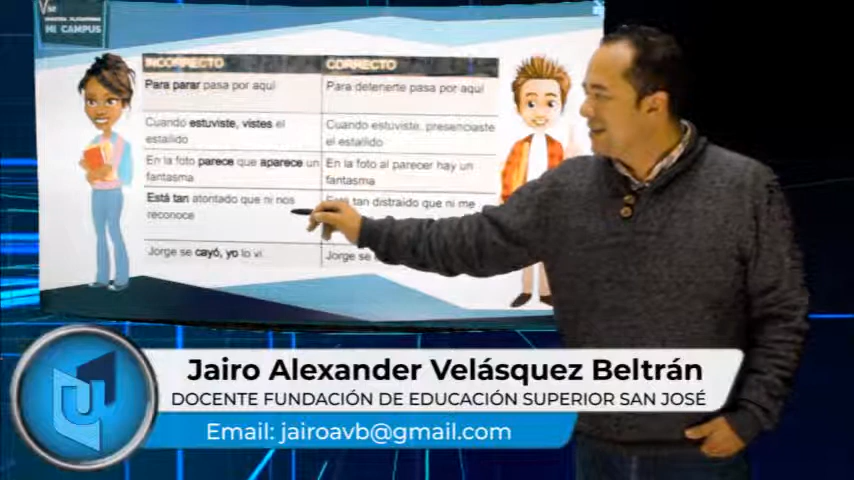 MI CAMPUS
INCORRECTO
CORRECTO
Para parar pasa por aquí
Para detenerte pasa por aquí
Cuando estuviste, vistes el
estallido
Cuando estuviste, presenciaste
el estallido
En la foto parece que aparece un
fantasma
En la foto al parecer hay un
fantasma
Está tan atontado que ni nos
reconoce
tan distraído que ni me
Jorge se cayó, yo lo vi
Jorge se
Jairo Alexander Velásquez Beltrán
DOCENTE FUNDACIÓN DE EDUCACIÓN SUPERIOR SAN JOSÉ
Email: jairoavb@gmail.com